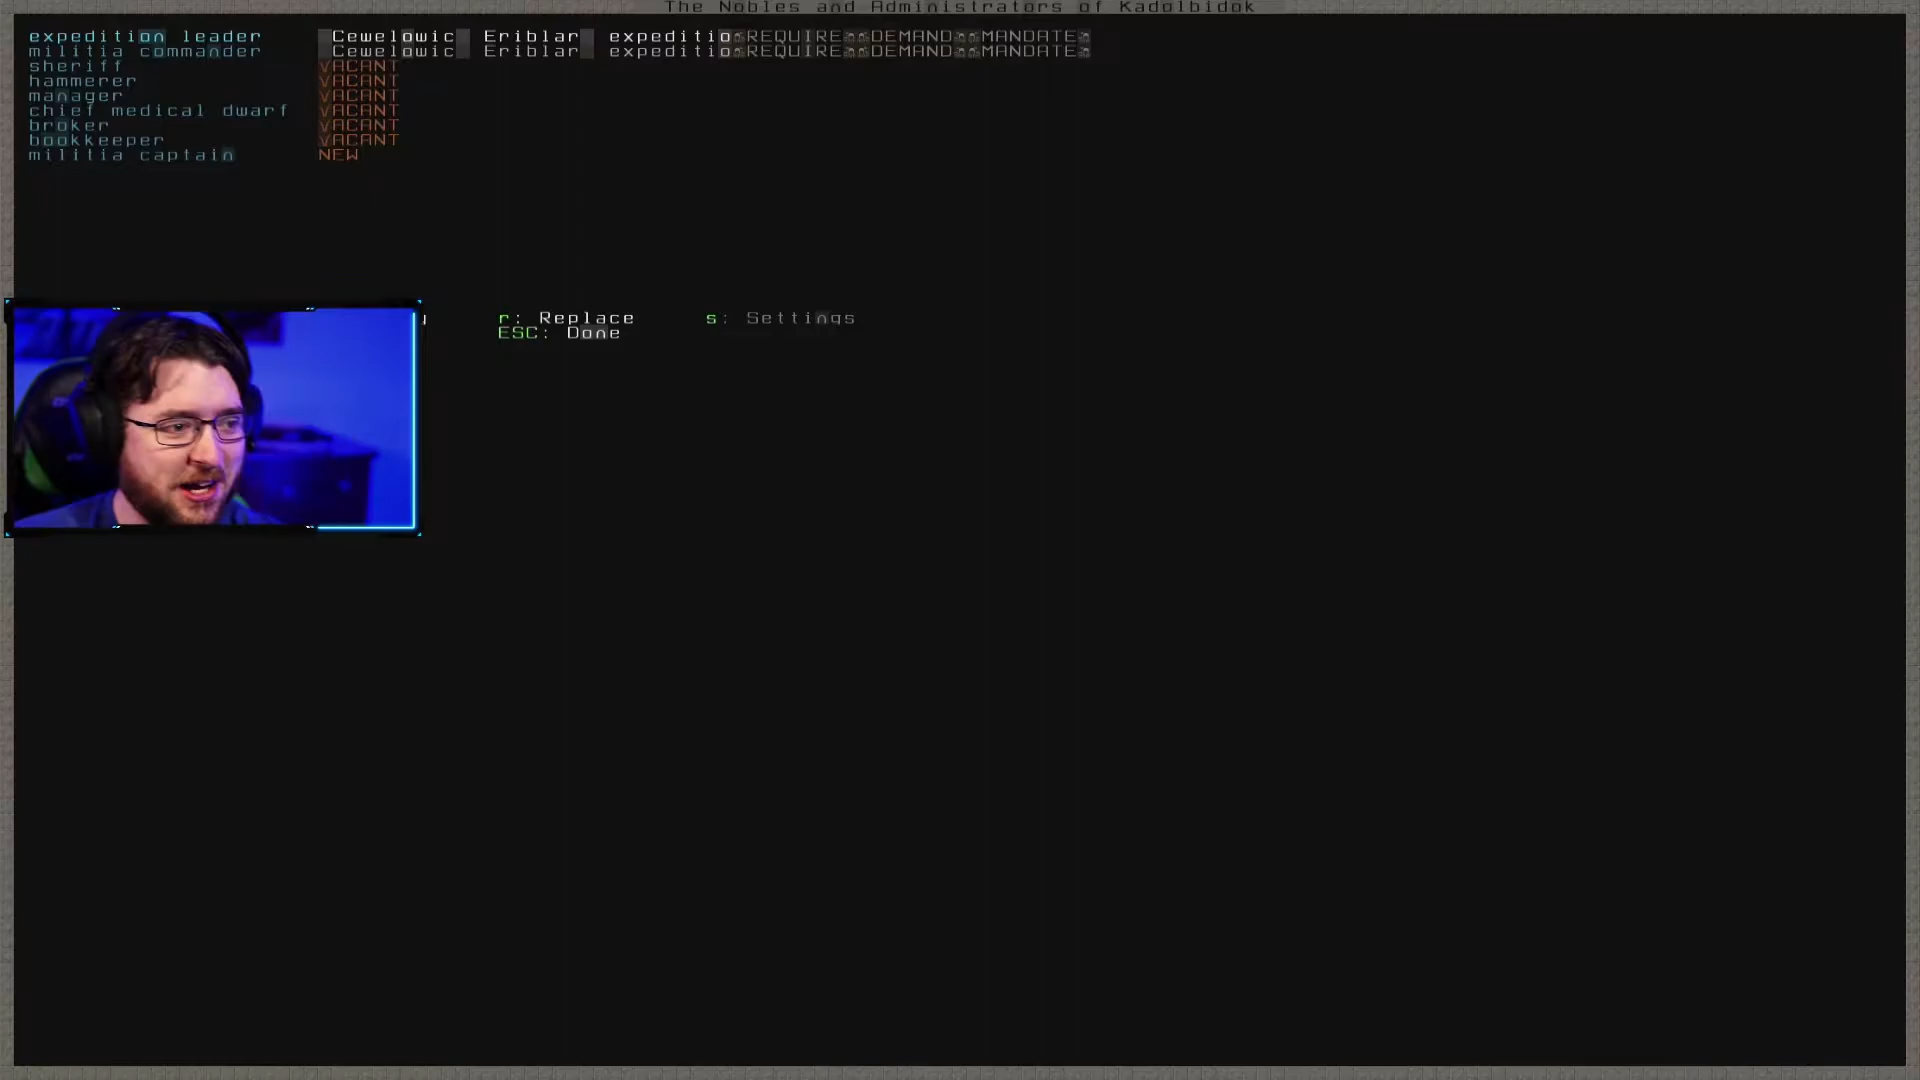 The Nobles and Administrators of Kadolbidok
expedition leader Cewelowic Eriblar expeditio REQUIRE DEMAND MANDATE
militia commander Cewelowic Eriblar expeditio REQUIRE DEMAND MANDATE
sheriff VACANT
hammerer VACANT
manager VACANT
chief medical dwarf VACANT
broker VACANT
bookkeeper VACANT
militia captain NEW
r: Replace s: Settings
ESC: Done